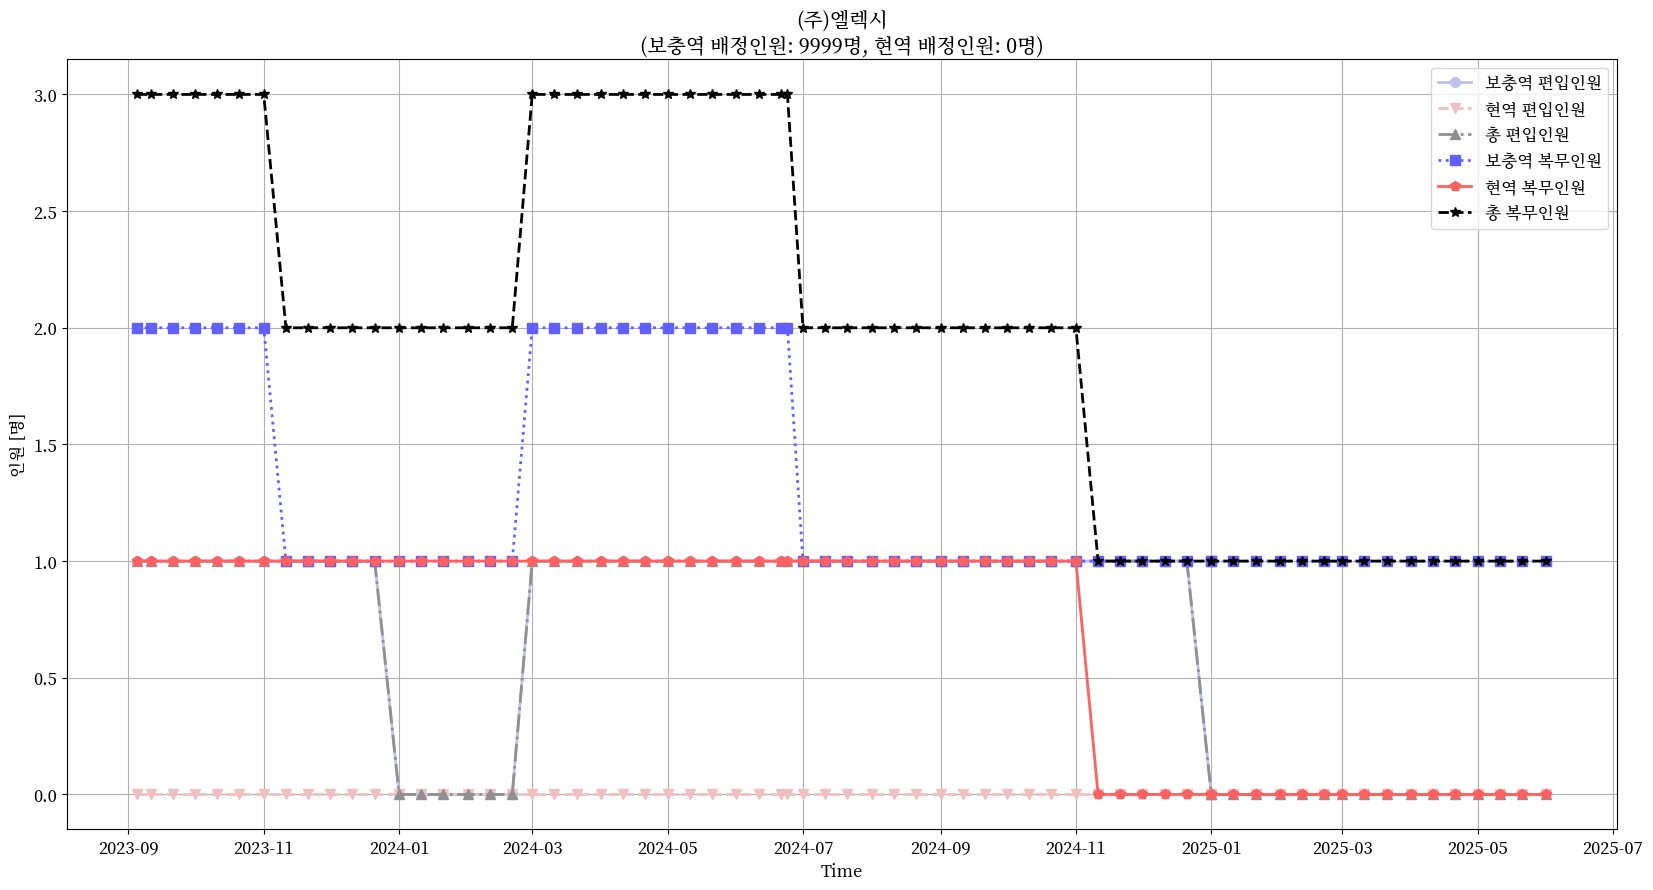 (주)엘렉시
(보충역 배정인원: 9999명, 현역 배정인원: 0명)
보충역 편입인원
현역 편입인원
총 편입인원
보충역 복무인원
현역 복무인원
총 복무인원
인원 [명]
3.0
2.5
2.0
1.5
1.0
0.5
0.0
2023-09 2023-11 2024-01 2024-03 2024-05 2024-07 2024-09 2024-11 2025-01 2025-03 2025-05 2025-07
Time